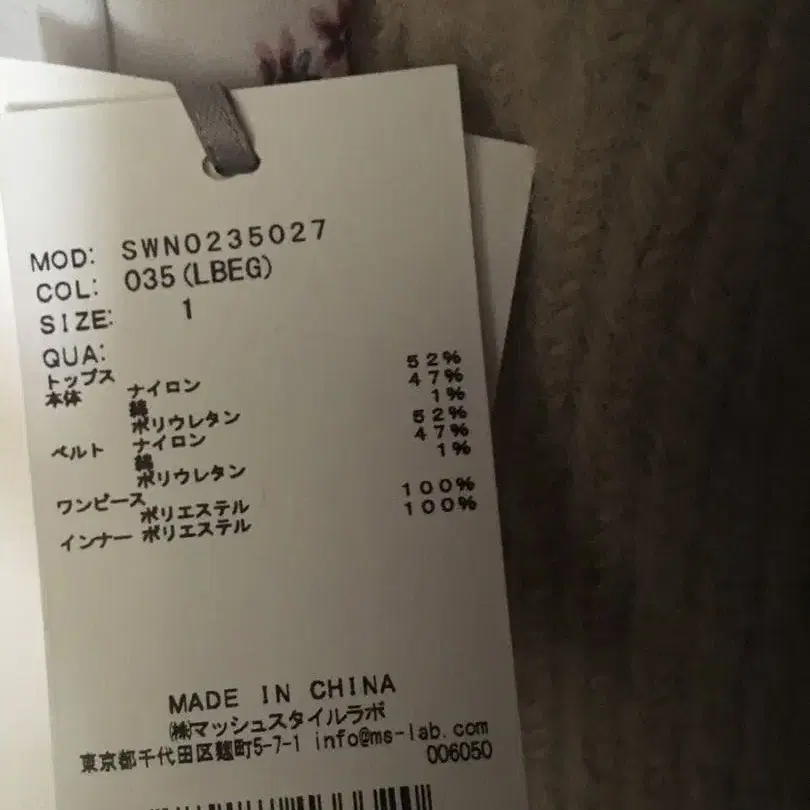 MOD: SWNO235027
COL: 035(LBEG)
SIZE: 1
QUA:
トップス
本体 ナイロン 52%
綿 47%
ポリウレタン 1%
ベルト ナイロン 52%
綿 47%
ポリウレタン 1%
ワンピース
ポリエステル 100%
インナー ポリエステル 100%
MADE IN CHINA
㈱マッシュスタイルラボ
東京都千代田区麹町5-7-1 info@ms-lab.com
006050